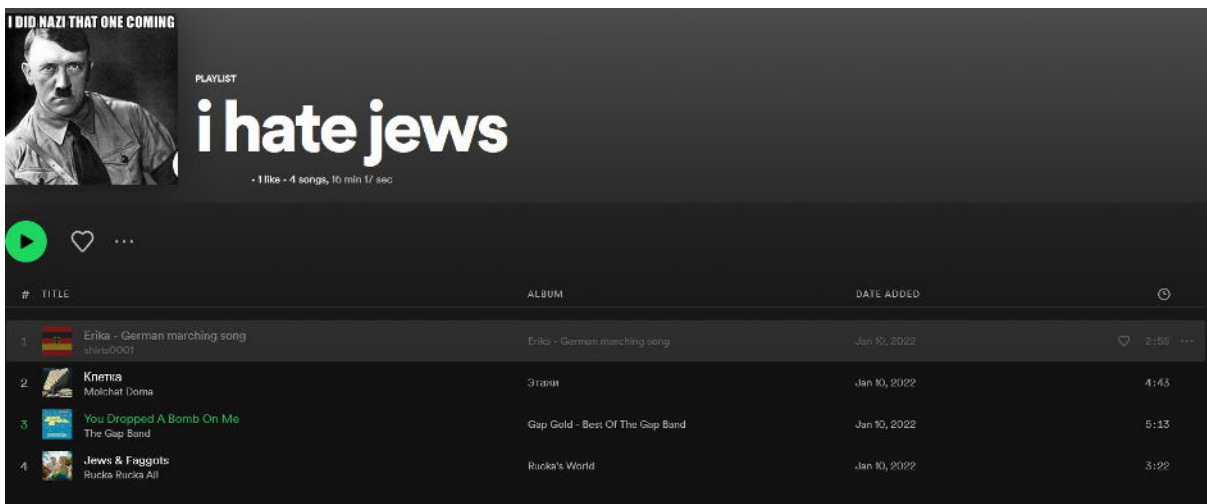 I DID NAZI THAT ONE COMING
PLAYLIST
i hate jews
• 1 like • 4 songs, 16 min 17 sec
# TITLE ALBUM DATE ADDED
1 Erika - German marching song Erika - German marching song Jan 10, 2022 2:58
shirts0001
2 Клетка Этажи Jan 10, 2022 4:43
Molchat Doma
3 You Dropped A Bomb On Me Gap Gold - Best Of The Gap Band Jan 10, 2022 5:13
The Gap Band
4 Jews & Faggots Rucka's World Jan 10, 2022 3:22
Rucka Rucka Ali